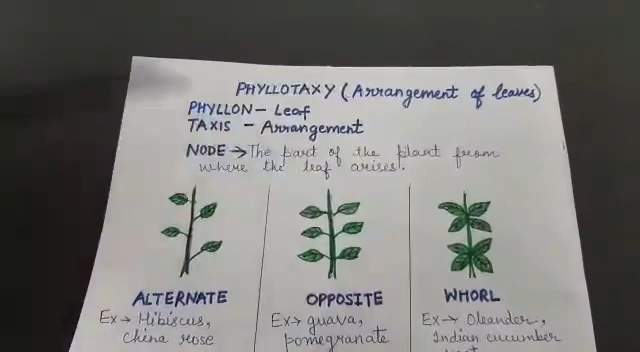 PHYLLOTAXY (Arrangement of leaves)
PHYLLON - Leaf
TAXIS - Arrangement
NODE → The part of the plant from
where the leaf arises.
ALTERNATE
OPPOSITE
WHORL
Ex → Hibiscus,
China rose
Ex → guava,
pomegranate
Ex → Oleander,
Indian cucumber